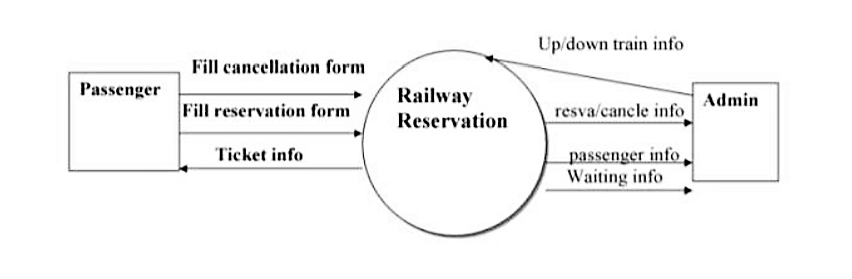 Up/down train info
Fill cancellation form
Passenger
Railway
Reservation
Admin
Fill reservation form
resva/cancle info
Ticket info
passenger info
Waiting info